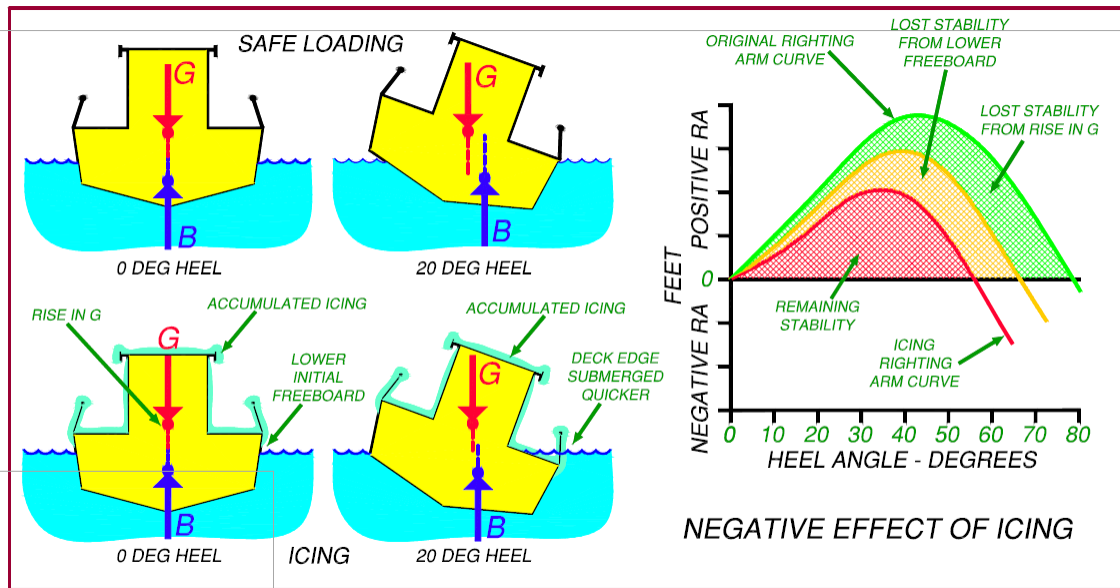 SAFE LOADING
G
B
0 DEG HEEL
G
B
20 DEG HEEL
RISE IN G
ACCUMULATED ICING
G
LOWER
INITIAL
FREEBOARD
B
0 DEG HEEL
ICING
ACCUMULATED ICING
G
DECK EDGE
SUBMERGED
QUICKER
B
20 DEG HEEL
ORIGINAL RIGHTING
ARM CURVE
LOST STABILITY
FROM LOWER
FREEBOARD
LOST STABILITY
FROM RISE IN G
FEET
POSITIVE RA
NEGATIVE RA
0
REMAINING
STABILITY
ICING
RIGHTING
ARM CURVE
0 10 20 30 40 50 60 70 80
HEEL ANGLE - DEGREES
NEGATIVE EFFECT OF ICING